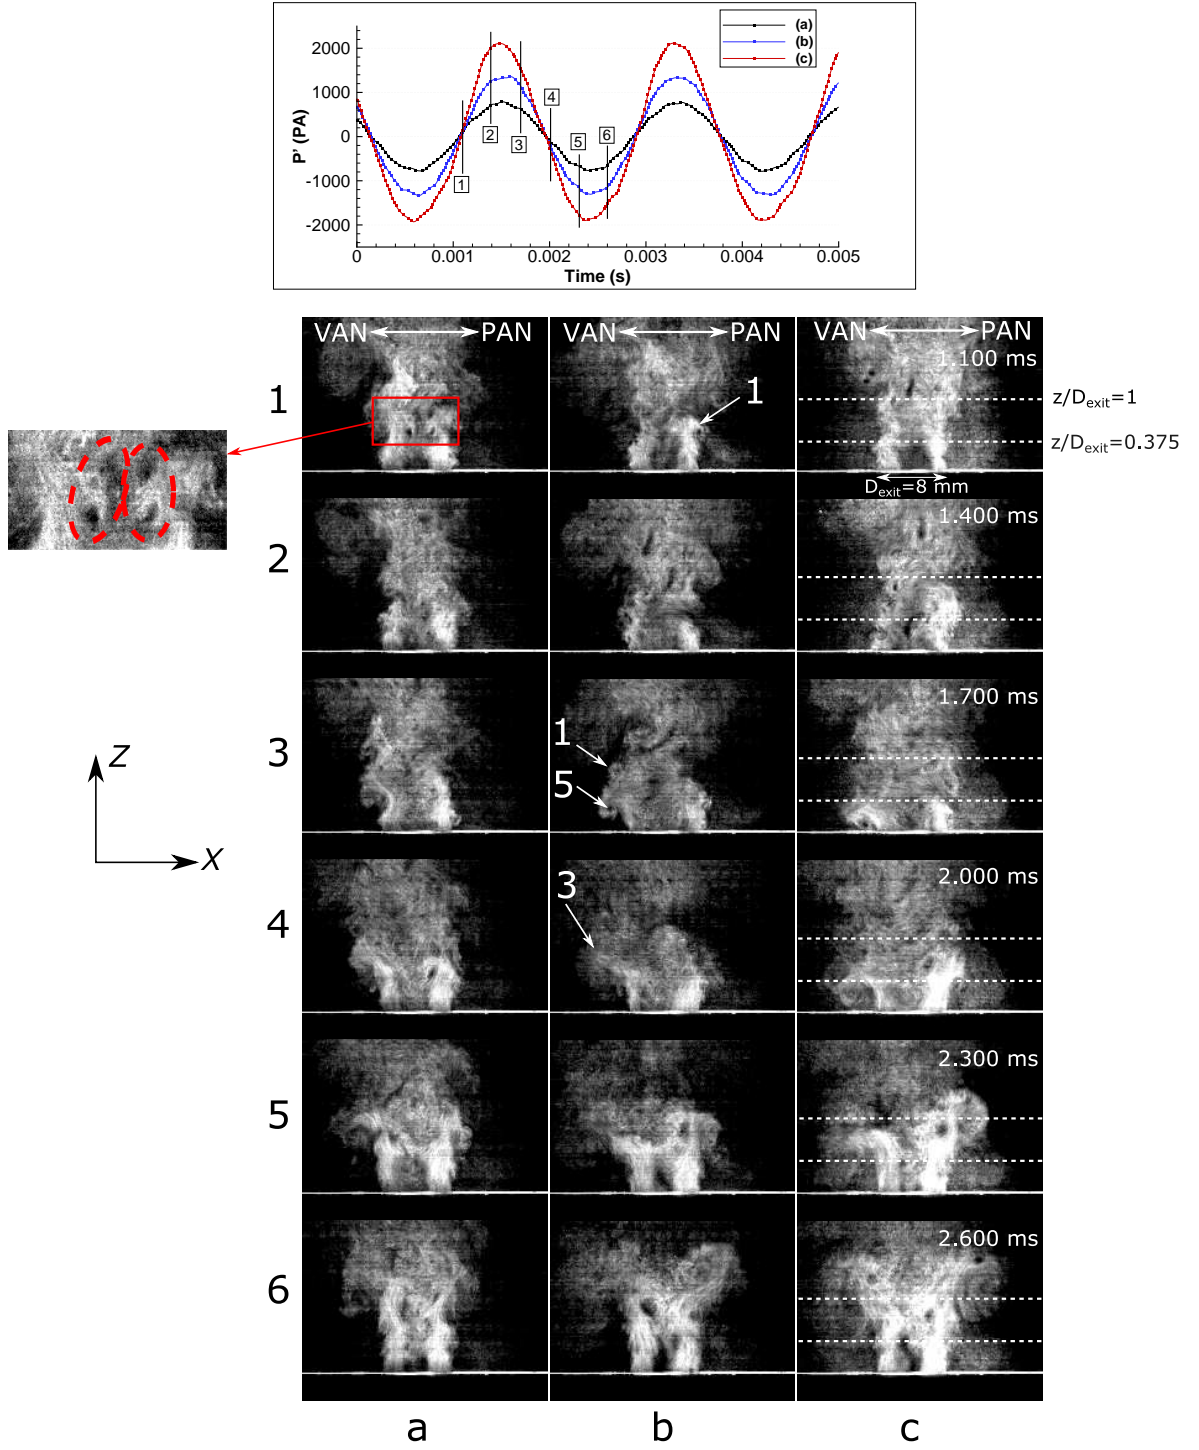 (a)
(b)
(c)
2000
1000
0
-1000
-2000
P' (PA)
1
2
3
4
5
6
0
0.001
0.002
0.003
0.004
0.005
Time (s)
VAN
PAN
VAN
PAN
VAN
PAN
1.100 ms
1
1
z/Dexit=1
z/Dexit=0.375
Dexit=8 mm
1.400 ms
2
1.700 ms
3
1
5
Z
X
2.000 ms
4
3
2.300 ms
5
2.600 ms
6
a
b
c